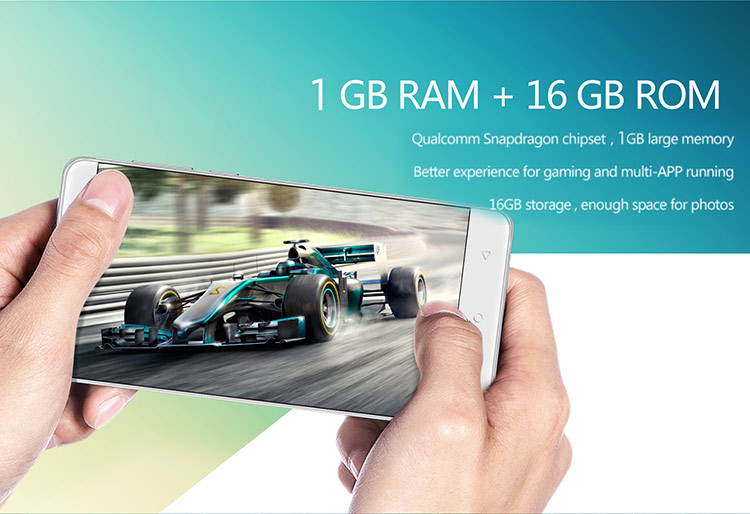 1 GB RAM + 16 GB ROM
Qualcomm Snapdragon chipset , 1GB large memory
Better experience for gaming and multi-APP running
16GB storage , enough space for photos